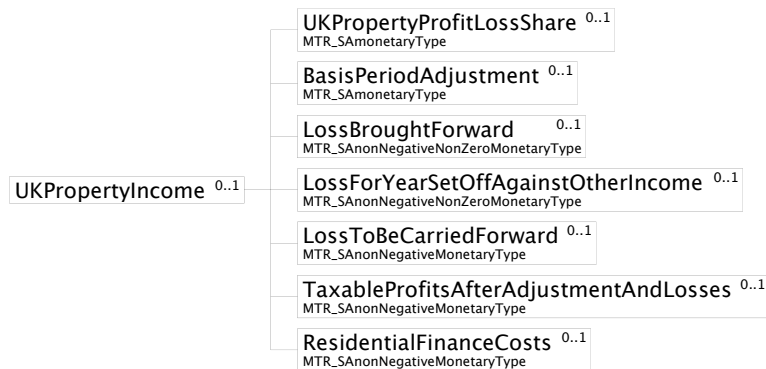 UKPropertyProfitLossShare 0..1
MTR_SAmonetaryType
BasisPeriodAdjustment 0..1
MTR_SAmonetaryType
LossBroughtForward 0..1
MTR_SAnonNegativeNonZeroMonetaryType
UKPropertyIncome 0..1
LossForYearSetOffAgainstOtherIncome 0..1
MTR_SAnonNegativeNonZeroMonetaryType
LossToBeCarriedForward 0..1
MTR_SAnonNegativeMonetaryType
TaxableProfitsAfterAdjustmentAndLosses 0..1
MTR_SAnonNegativeMonetaryType
ResidentialFinanceCosts 0..1
MTR_SAnonNegativeMonetaryType